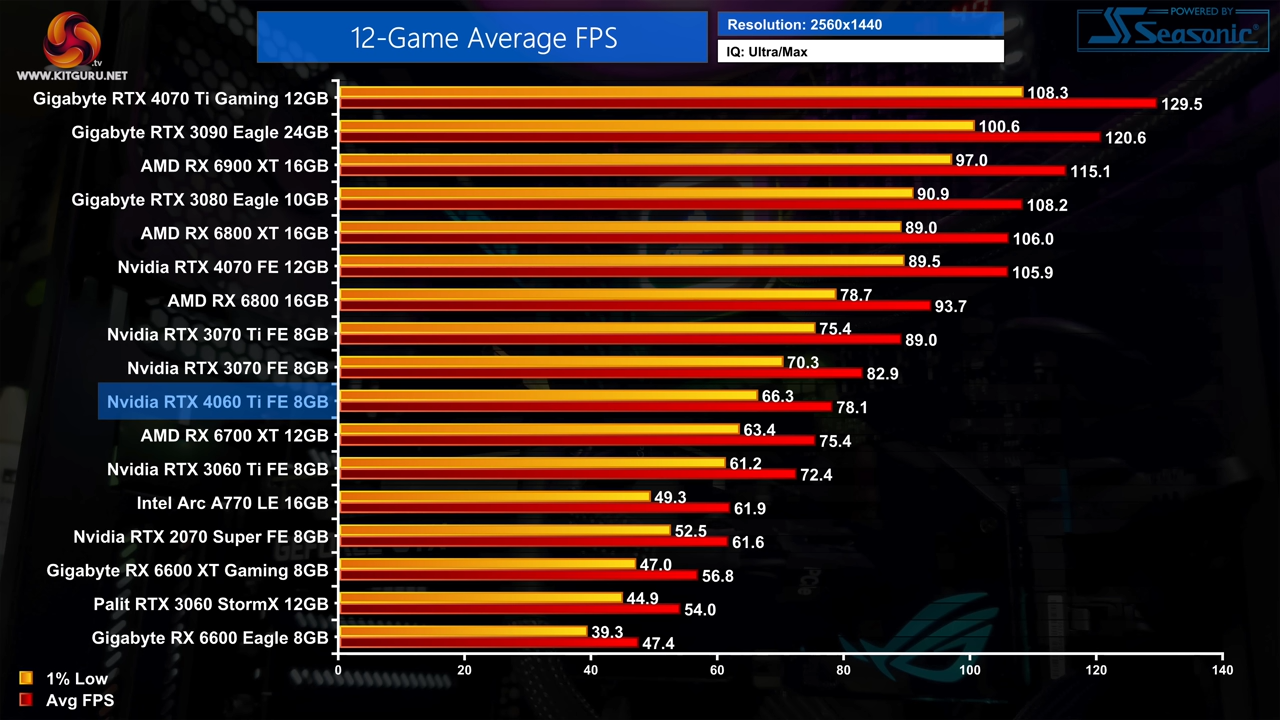 12-Game Average FPS
Resolution: 2560x1440
IQ: Ultra/Max
POWERED BY
Seasonic
.tv
WWW.KITGURU.NET
Gigabyte RTX 4070 Ti Gaming 12GB 108.3 129.5
Gigabyte RTX 3090 Eagle 24GB 100.6 120.6
AMD RX 6900 XT 16GB 97.0 115.1
Gigabyte RTX 3080 Eagle 10GB 90.9 108.2
AMD RX 6800 XT 16GB 89.0 106.0
Nvidia RTX 4070 FE 12GB 89.5 105.9
AMD RX 6800 16GB 78.7 93.7
Nvidia RTX 3070 Ti FE 8GB 75.4 89.0
Nvidia RTX 3070 FE 8GB 70.3 82.9
Nvidia RTX 4060 Ti FE 8GB 66.3 78.1
AMD RX 6700 XT 12GB 63.4 75.4
Nvidia RTX 3060 Ti FE 8GB 61.2 72.4
Intel Arc A770 LE 16GB 49.3 61.9
Nvidia RTX 2070 Super FE 8GB 52.5 61.6
Gigabyte RX 6600 XT Gaming 8GB 47.0 56.8
Palit RTX 3060 StormX 12GB 44.9 54.0
Gigabyte RX 6600 Eagle 8GB 39.3 47.4
0 20 40 60 80 100 120 140
1% Low
Avg FPS